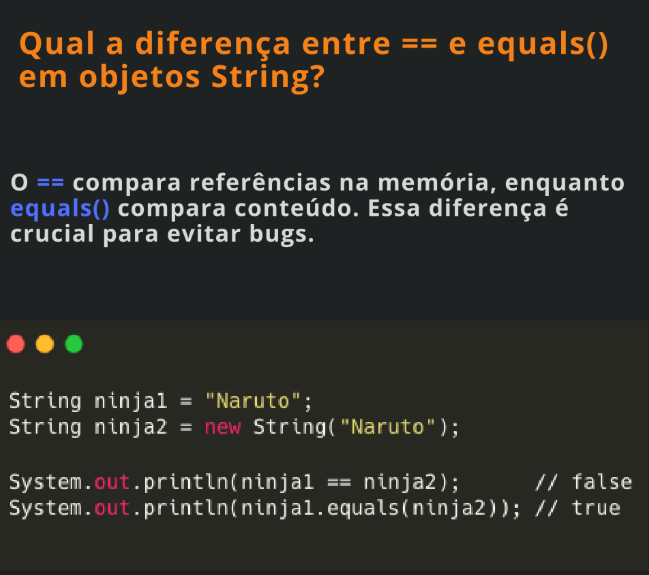 Qual a diferença entre == e equals()
em objetos String?
O == compara referências na memória, enquanto
equals() compara conteúdo. Essa diferença é
crucial para evitar bugs.
String ninja1 = "Naruto";
String ninja2 = new String("Naruto");
System.out.println(ninja1 == ninja2);      // false
System.out.println(ninja1.equals(ninja2)); // true